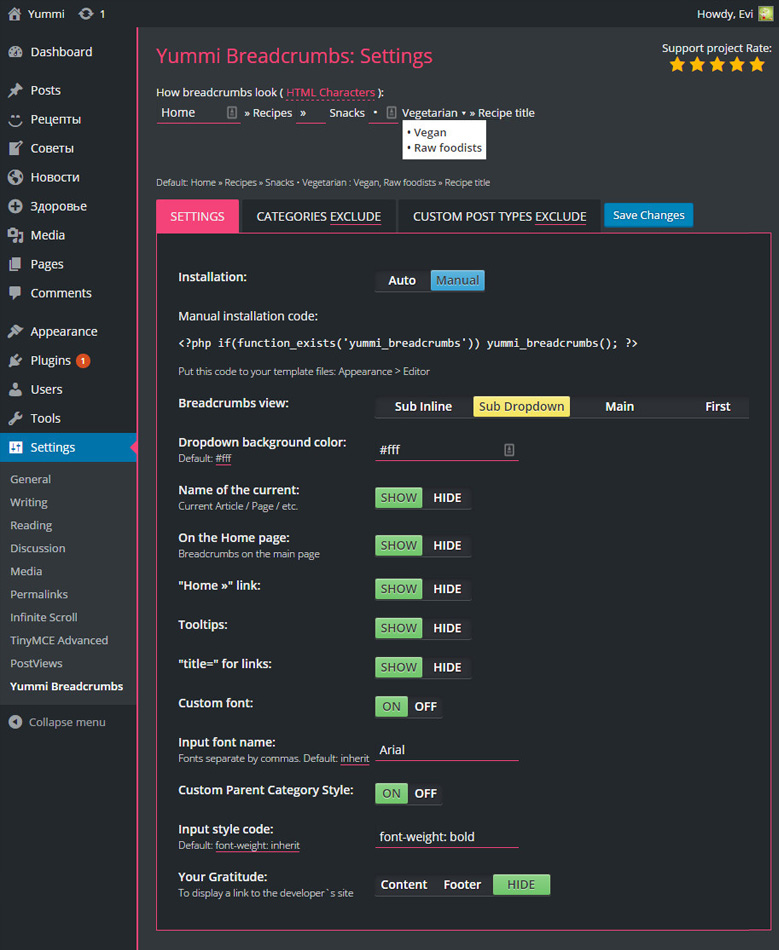 Yummi 1 Howdy, Evi
Dashboard
Posts
Рецепты
Советы
Новости
Здоровье
Media
Pages
Comments
Appearance
Plugins 1
Users
Tools
Settings
General
Writing
Reading
Discussion
Media
Permalinks
Infinite Scroll
TinyMCE Advanced
PostViews
Yummi Breadcrumbs
Collapse menu
Yummi Breadcrumbs: Settings
Support project Rate:
How breadcrumbs look ( HTML Characters ):
Home » Recipes » Snacks • Vegetarian ▾ » Recipe title
• Vegan
• Raw foodists
Default: Home » Recipes » Snacks • Vegetarian : Vegan, Raw foodists » Recipe title
SETTINGS CATEGORIES EXCLUDE CUSTOM POST TYPES EXCLUDE Save Changes
Installation: Auto Manual
Manual installation code:
<?php if(function_exists('yummi_breadcrumbs')) yummi_breadcrumbs(); ?>
Put this code to your template files: Appearance > Editor
Breadcrumbs view: Sub Inline Sub Dropdown Main First
Dropdown background color: #fff
Default: #fff
Name of the current: SHOW HIDE
Current Article / Page / etc.
On the Home page: SHOW HIDE
Breadcrumbs on the main page
"Home »" link: SHOW HIDE
Tooltips: SHOW HIDE
"title=" for links: SHOW HIDE
Custom font: ON OFF
Input font name: Arial
Fonts separate by commas. Default: inherit
Custom Parent Category Style: ON OFF
Input style code: font-weight: bold
Default: font-weight: inherit
Your Gratitude: Content Footer HIDE
To display a link to the developer`s site